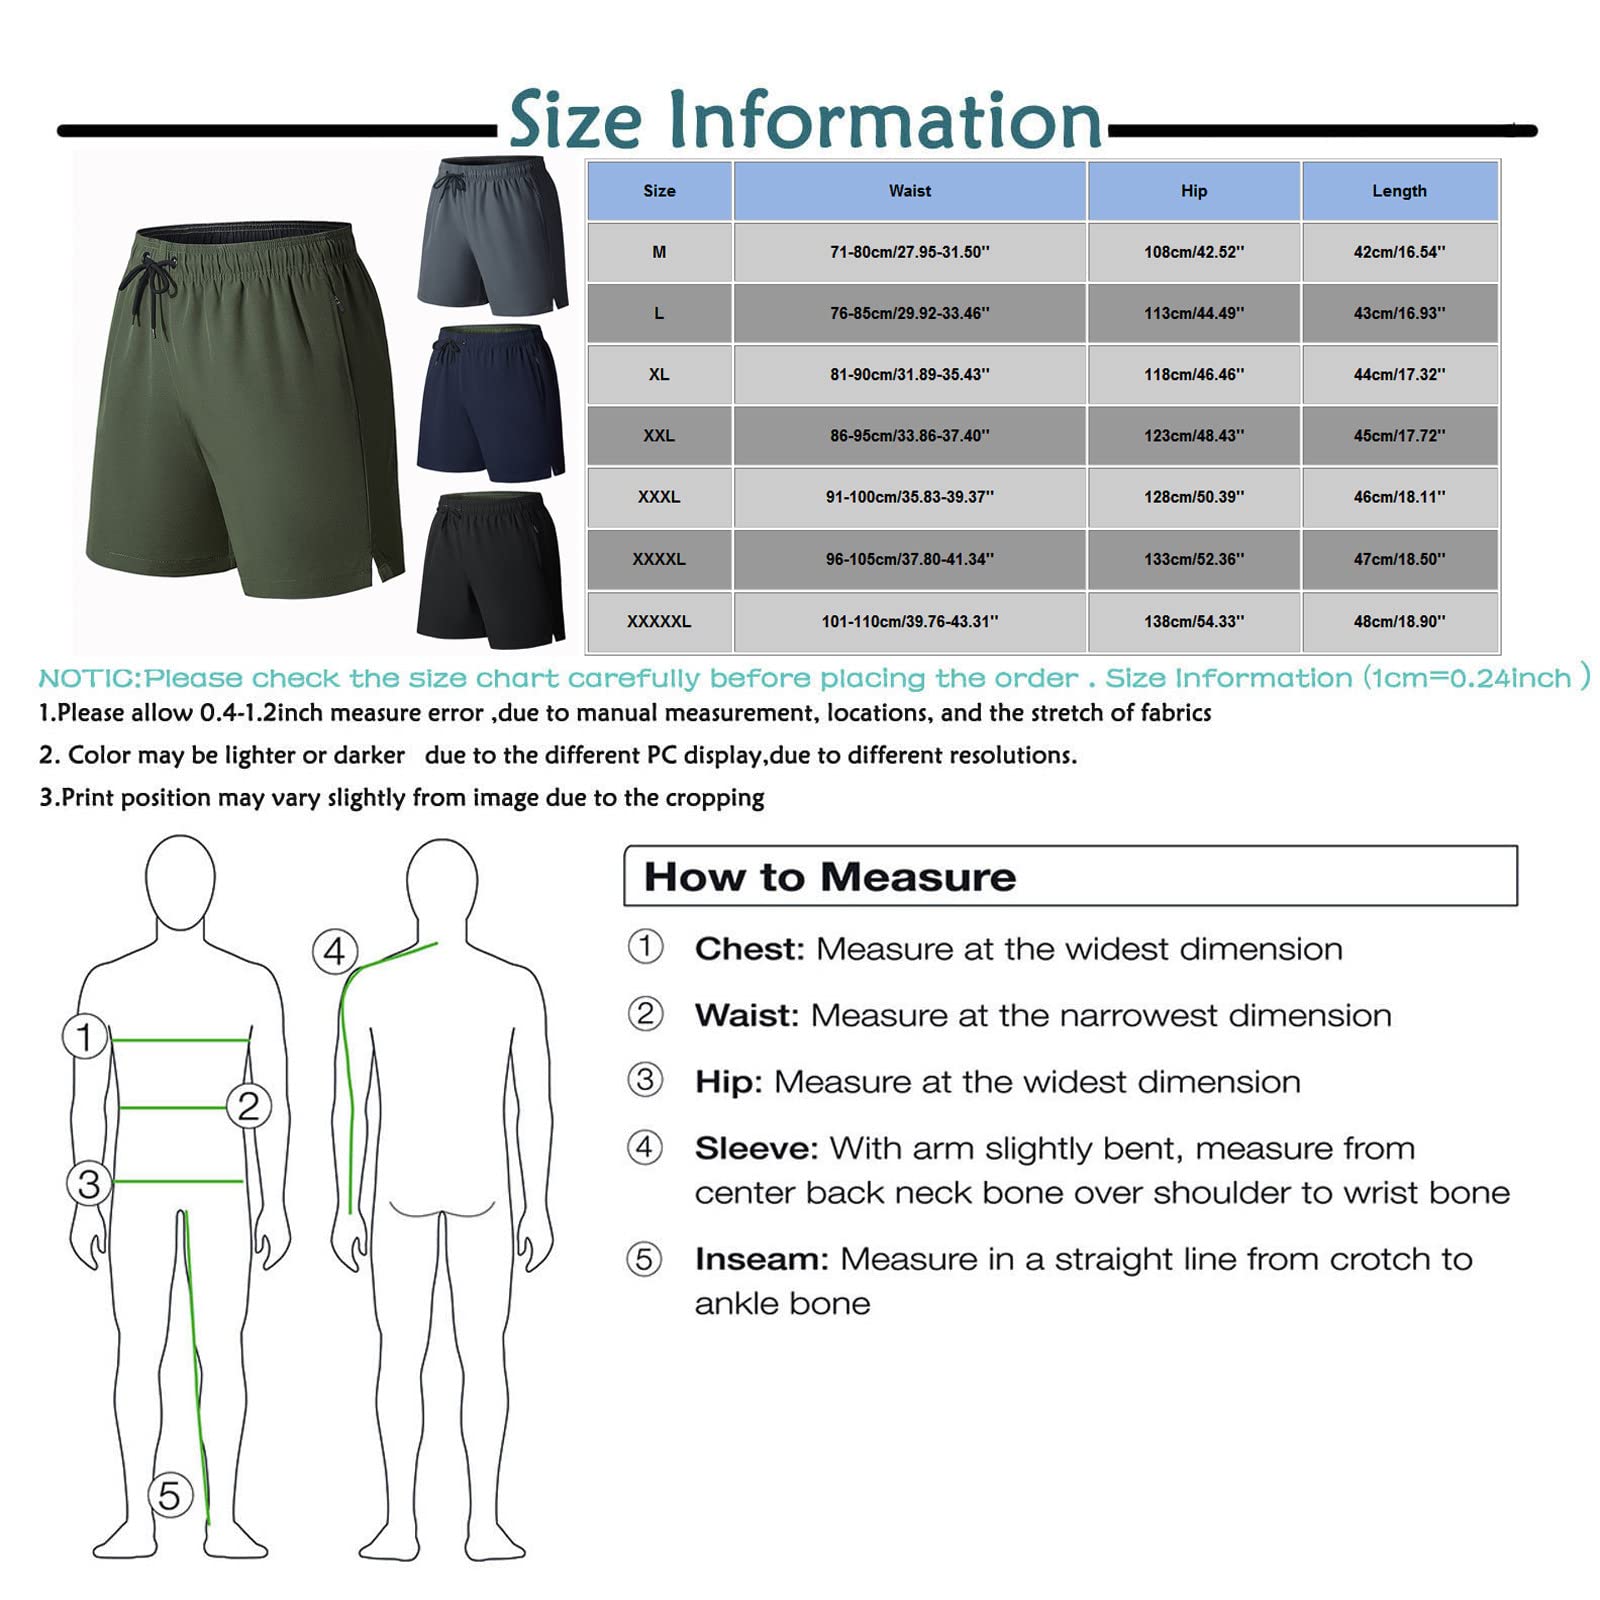 Size Information
Size Waist Hip Length
M 71-80cm/27.95-31.50'' 108cm/42.52'' 42cm/16.54''
L 76-85cm/29.92-33.46'' 113cm/44.49'' 43cm/16.93''
XL 81-90cm/31.89-35.43'' 118cm/46.46'' 44cm/17.32''
XXL 86-95cm/33.86-37.40'' 123cm/48.43'' 45cm/17.72''
XXXL 91-100cm/35.83-39.37'' 128cm/50.39'' 46cm/18.11''
XXXXL 96-105cm/37.80-41.34'' 133cm/52.36'' 47cm/18.50''
XXXXXL 101-110cm/39.76-43.31'' 138cm/54.33'' 48cm/18.90''
NOTIC:Please check the size chart carefully before placing the order . Size Information (1cm=0.24inch )
1.Please allow 0.4-1.2inch measure error ,due to manual measurement, locations, and the stretch of fabrics
2. Color may be lighter or darker due to the different PC display,due to different resolutions.
3.Print position may vary slightly from image due to the cropping
1
2
3
4
5
How to Measure
1 Chest: Measure at the widest dimension
2 Waist: Measure at the narrowest dimension
3 Hip: Measure at the widest dimension
4 Sleeve: With arm slightly bent, measure from
center back neck bone over shoulder to wrist bone
5 Inseam: Measure in a straight line from crotch to
ankle bone